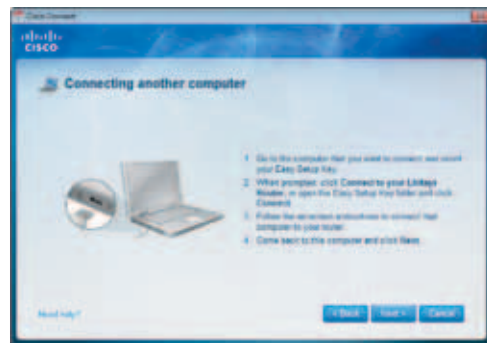 Cisco Connect
CISCO
Connecting another computer
1 Go to the computer that you want to connect and insert
your Easy Setup Key.
2 When prompted, click Connect to your Linksys
Router, or open the Easy Setup Key folder and click
Connect.
3 Follow the on-screen instructions to connect that
computer to your router.
4 Come back to this computer and click Next.
Need help?
< Back
Next >
Cancel